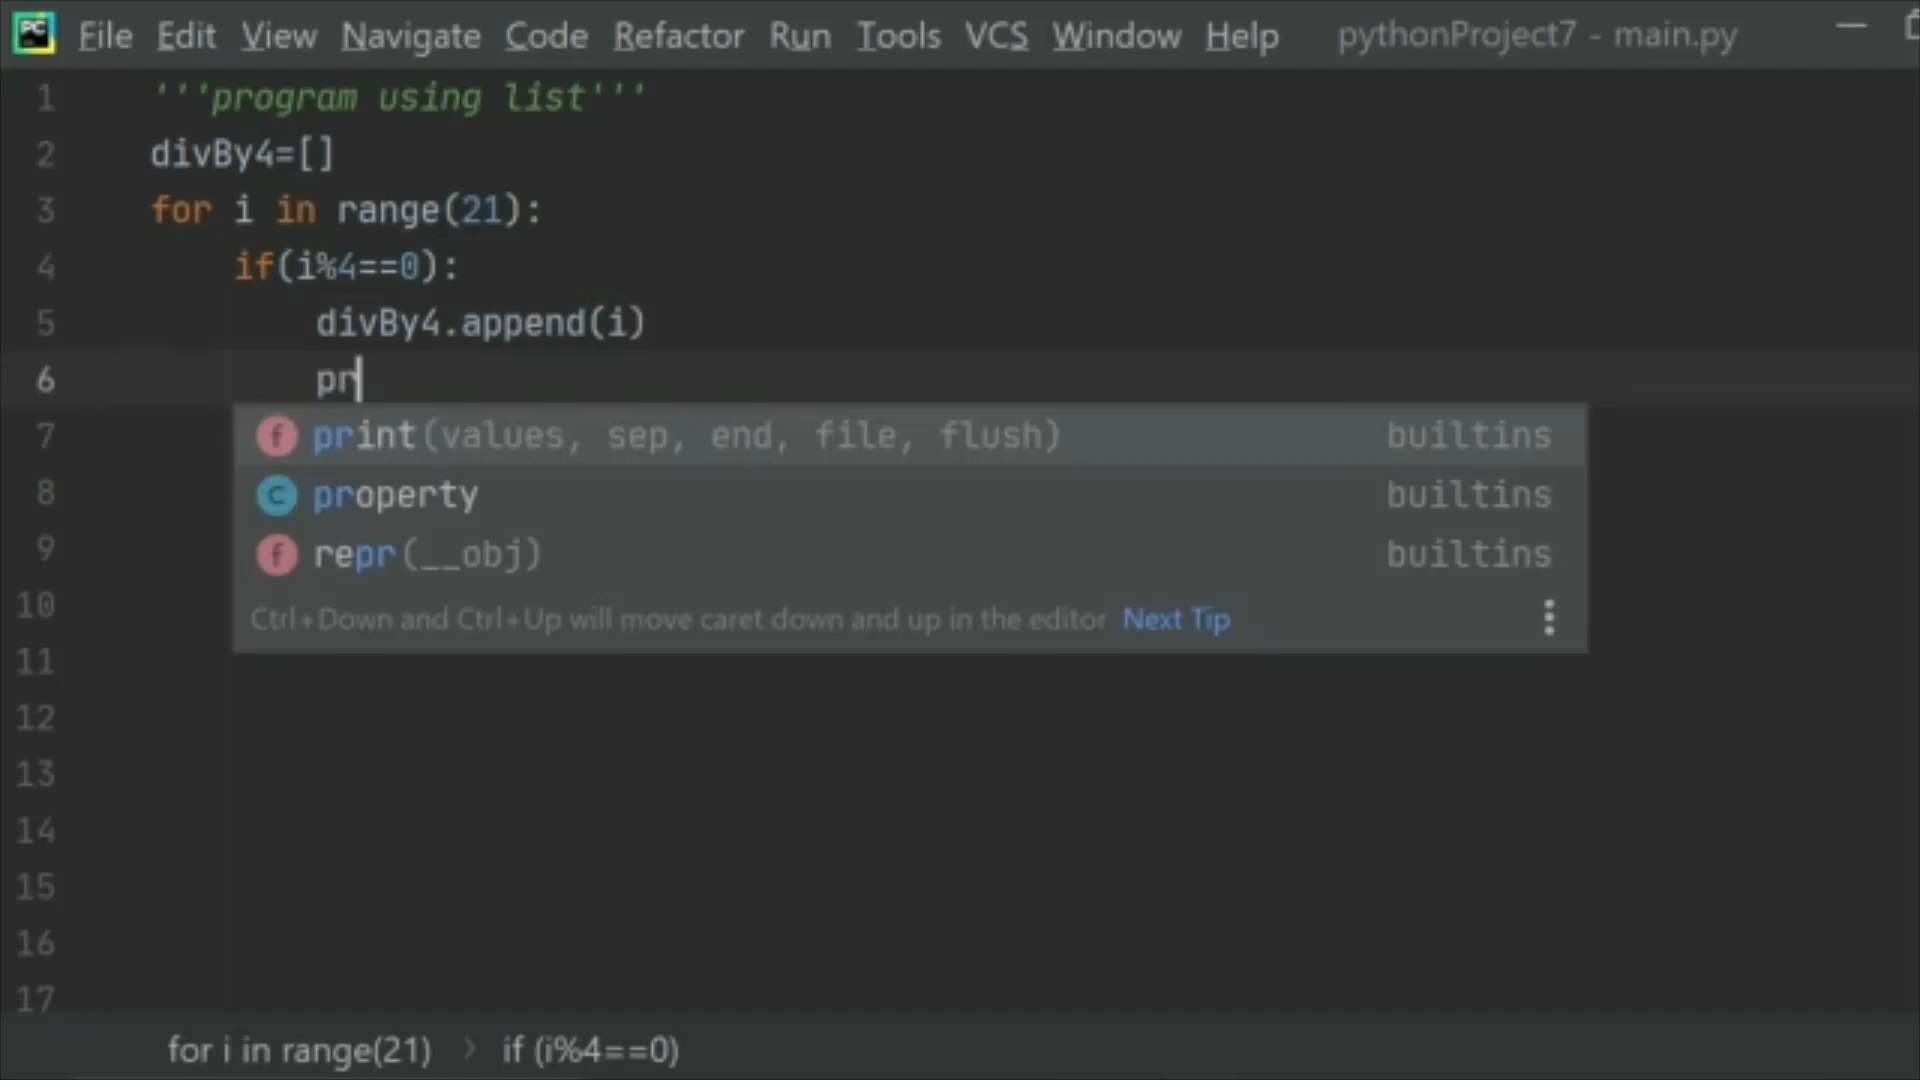 PC File Edit View Navigate Code Refactor Run Tools VCS Window Help pythonProject7 - main.py
1 '''program using list'''
2 divBy4=[]
3 for i in range(21):
4 if(i%4==0):
5 divBy4.append(i)
6 pr
7 f print(values, sep, end, file, flush) builtins
8 c property builtins
9 f repr(__obj) builtins
10 Ctrl+Down and Ctrl+Up will move caret down and up in the editor Next Tip
11
12
13
14
15
16
17
for i in range(21) › if (i%4==0)